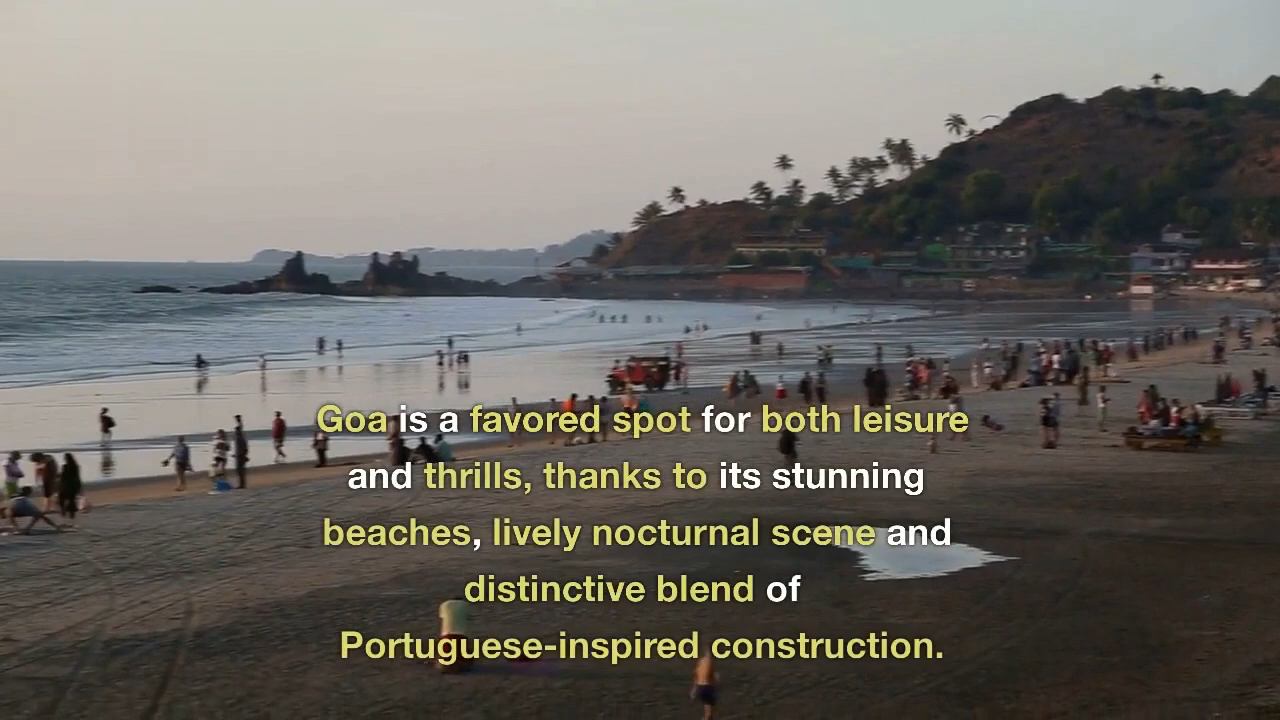 Goa is a favored spot for both leisure
and thrills, thanks to its stunning
beaches, lively nocturnal scene and
distinctive blend of
Portuguese-inspired construction.